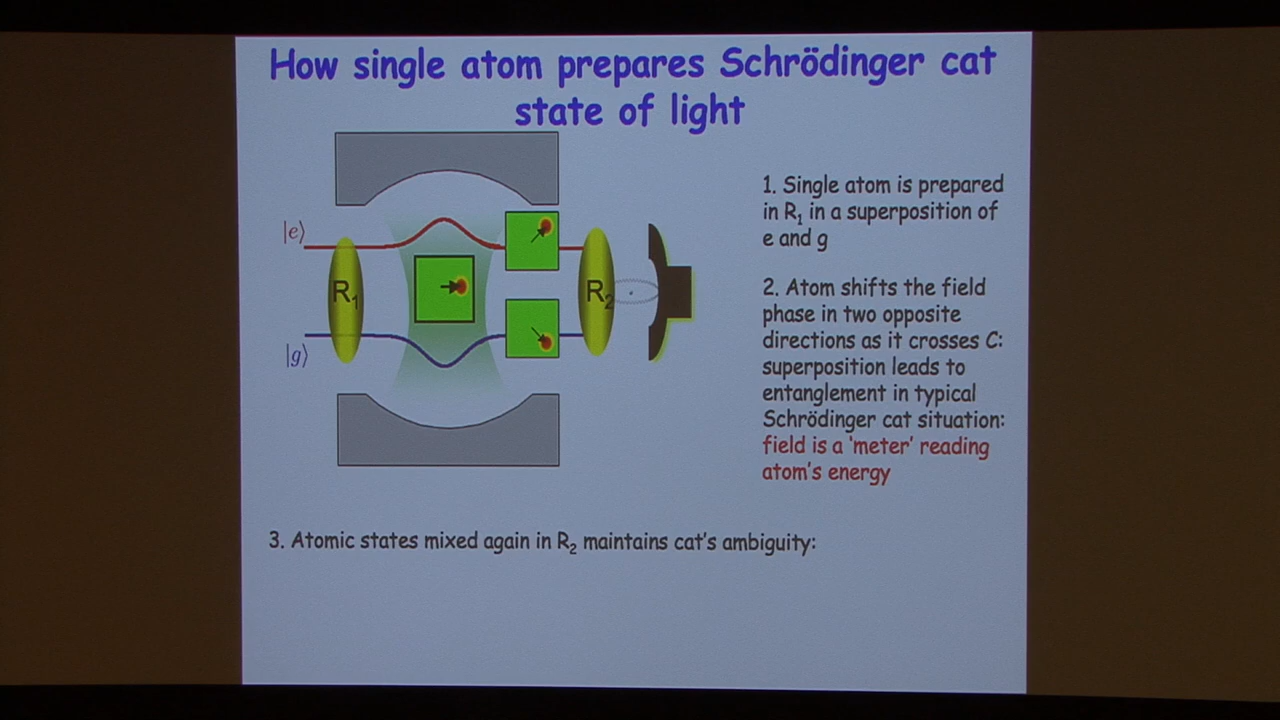 How single atom prepares Schrödinger cat
state of light
|e⟩
R₁
R₂
|g⟩
1. Single atom is prepared
in R₁ in a superposition of
e and g
2. Atom shifts the field
phase in two opposite
directions as it crosses C:
superposition leads to
entanglement in typical
Schrödinger cat situation:
field is a 'meter' reading
atom's energy
3. Atomic states mixed again in R₂ maintains cat's ambiguity: